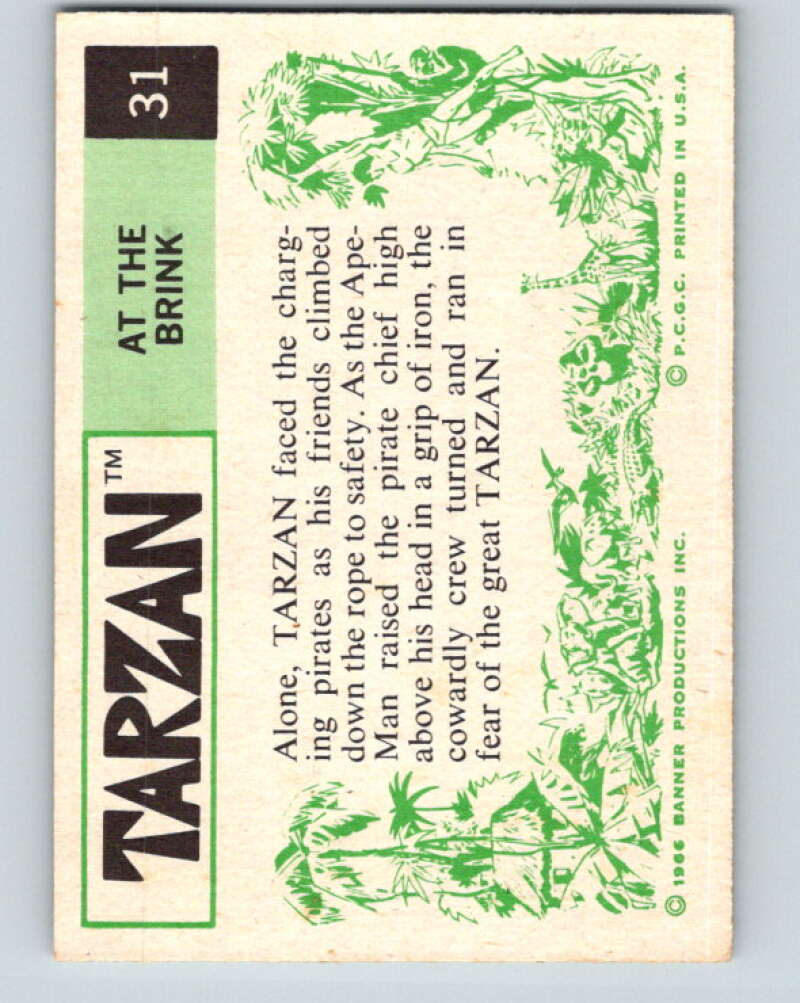 TARZAN™
AT THE
BRINK
31
Alone, TARZAN faced the charg-
ing pirates as his friends climbed
down the rope to safety. As the Ape-
Man raised the pirate chief high
above his head in a grip of iron, the
cowardly crew turned and ran in
fear of the great TARZAN.
© 1966 BANNER PRODUCTIONS INC.
© P.C.G.C. PRINTED IN U.S.A.